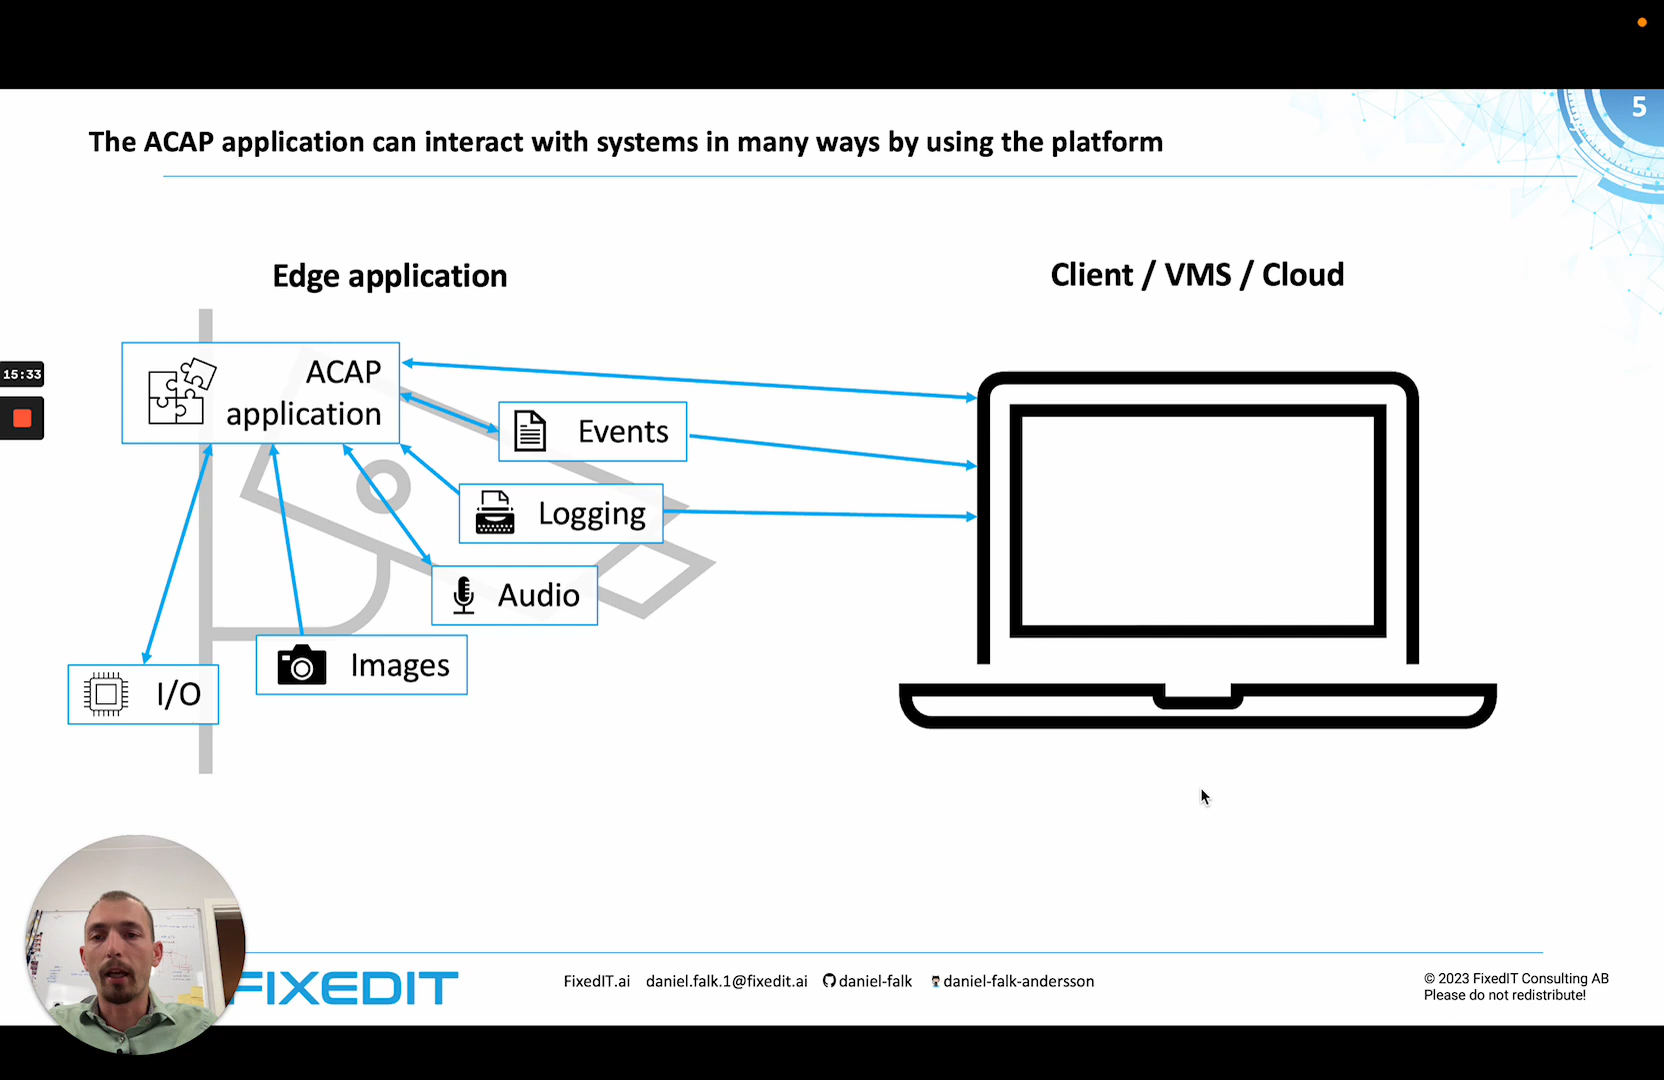 5
The ACAP application can interact with systems in many ways by using the platform
Edge application
Client / VMS / Cloud
15:33
ACAP
application
Events
Logging
Audio
Images
I/O
FIXEDIT
FixedIT.ai daniel.falk.1@fixedit.ai daniel-falk daniel-falk-andersson
© 2023 FixedIT Consulting AB
Please do not redistribute!